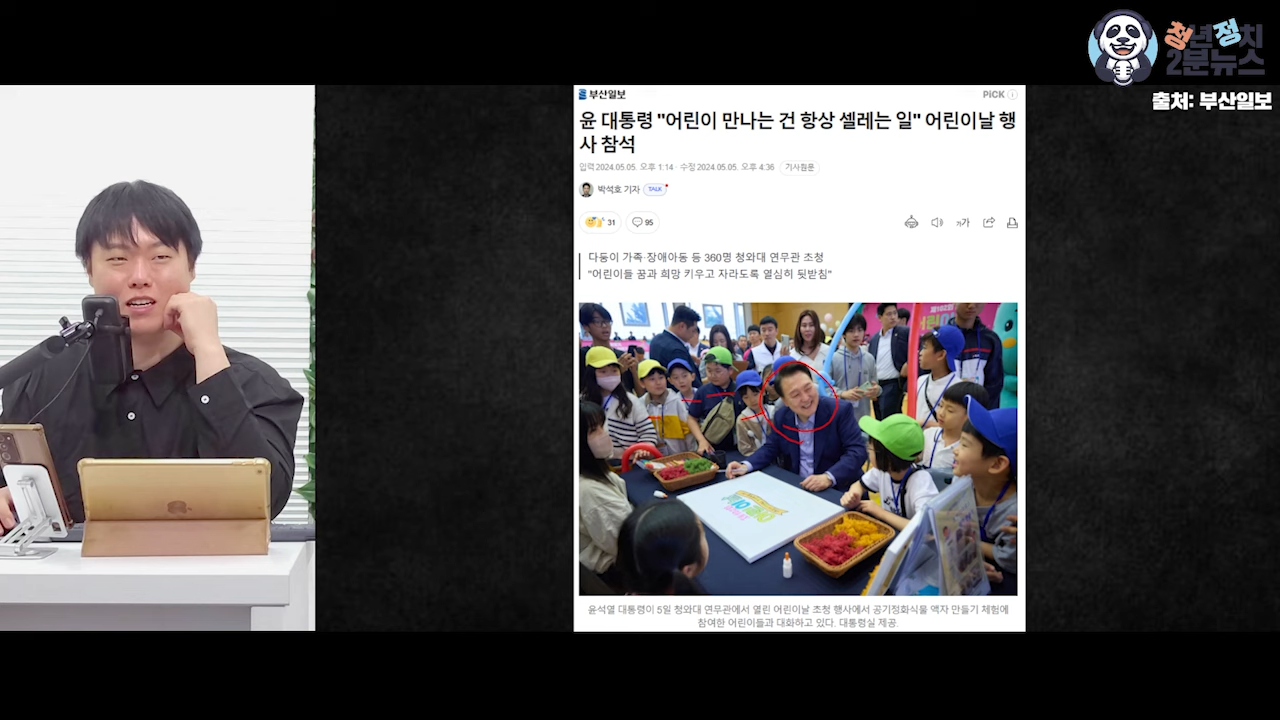 청년정치
2분뉴스
출처: 부산일보
부산일보
PiCK
윤 대통령 "어린이 만나는 건 항상 셀레는 일" 어린이날 행
사 참석
입력 2024.05.05. 오후 1:14 · 수정 2024.05.05. 오후 4:36 기사원문
박석호 기자 TALK
31 95
가가
다둥이 가족·장애아동 등 360명 청와대 연무관 초청
"어린이들 꿈과 희망 키우고 자라도록 열심히 뒷받침"
윤석열 대통령이 5일 청와대 연무관에서 열린 어린이날 초청 행사에서 공기정화식물 액자 만들기 체험에
참여한 어린이들과 대화하고 있다. 대통령실 제공.